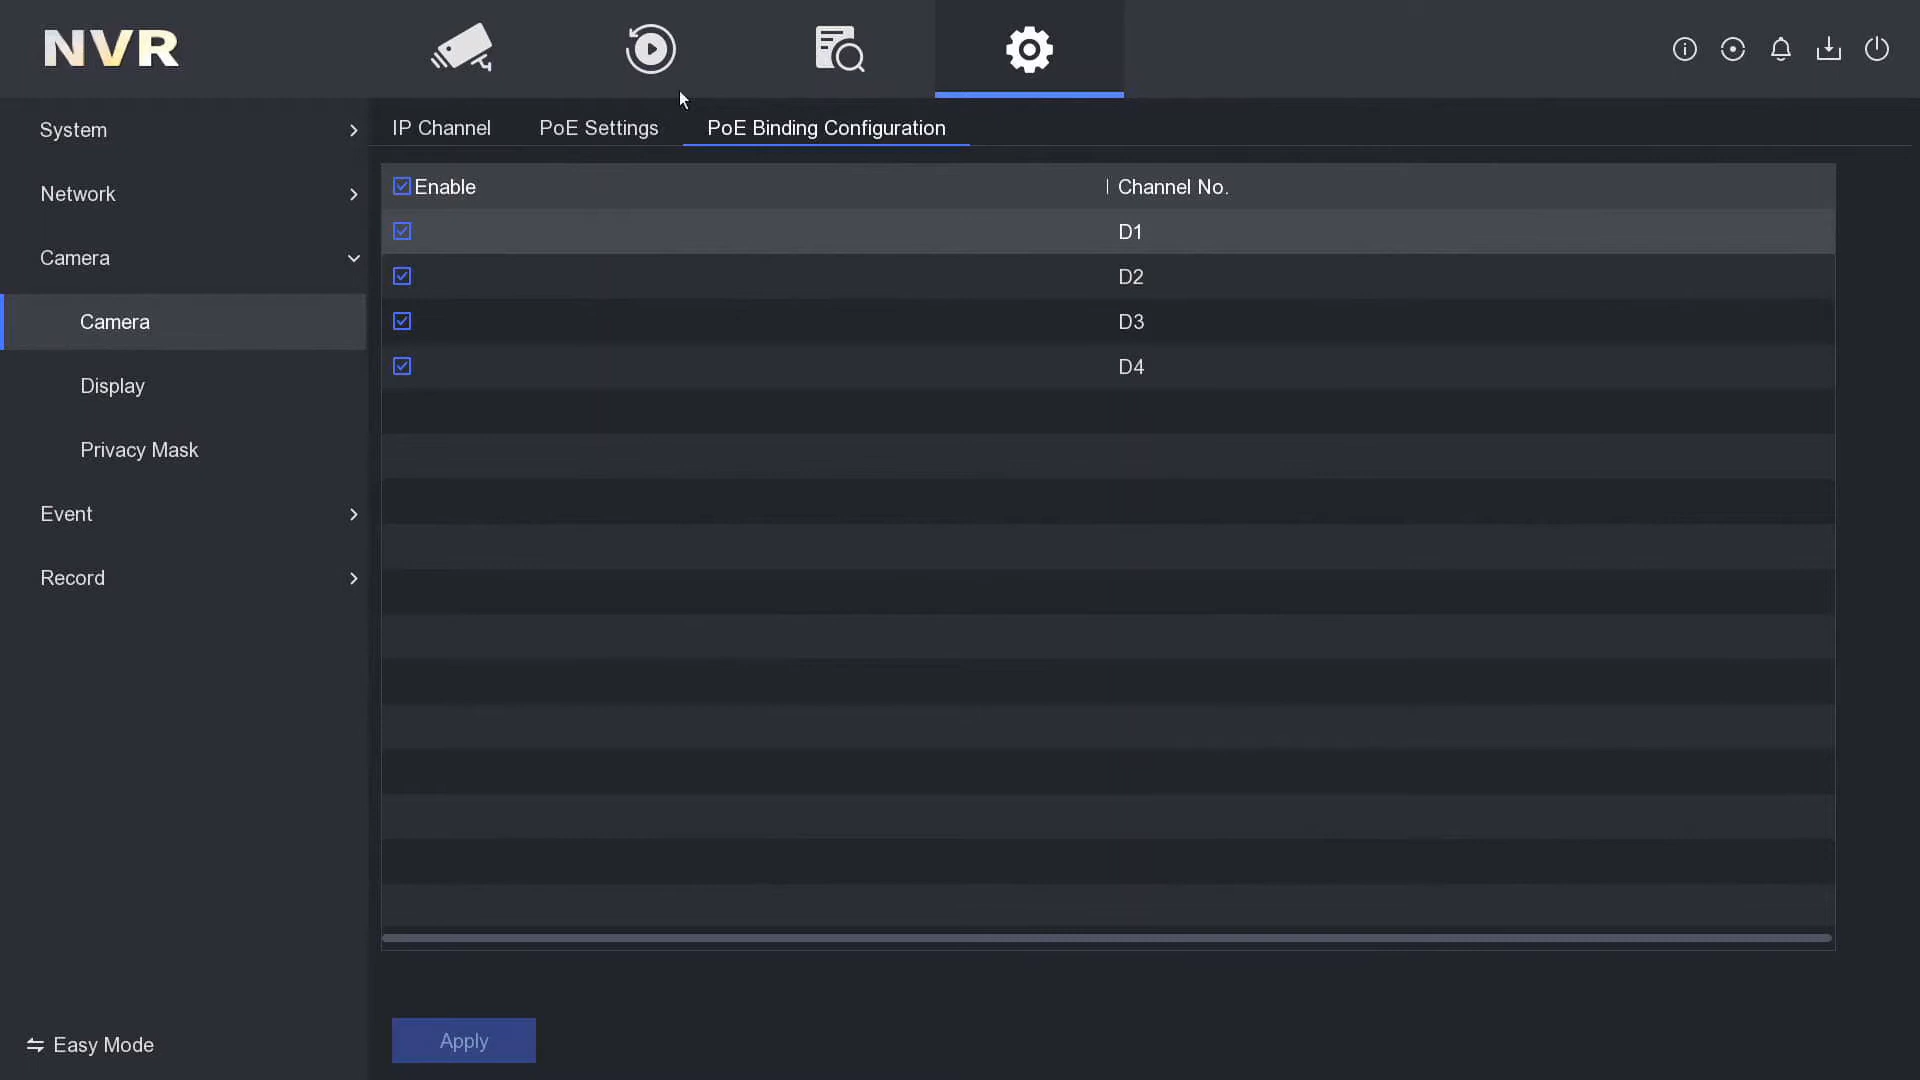 NVR
System
Network
Camera
Camera
Display
Privacy Mask
Event
Record
Easy Mode
IP Channel PoE Settings PoE Binding Configuration
Enable Channel No.
D1
D2
D3
D4
Apply